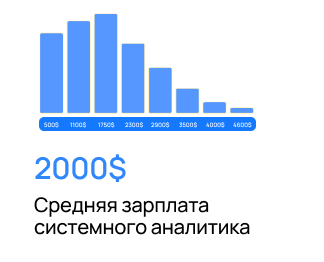 500$ 1100$ 1750$ 2300$ 2900$ 3500$ 4000$ 4600$
2000$
Средняя зарплата
системного аналитика